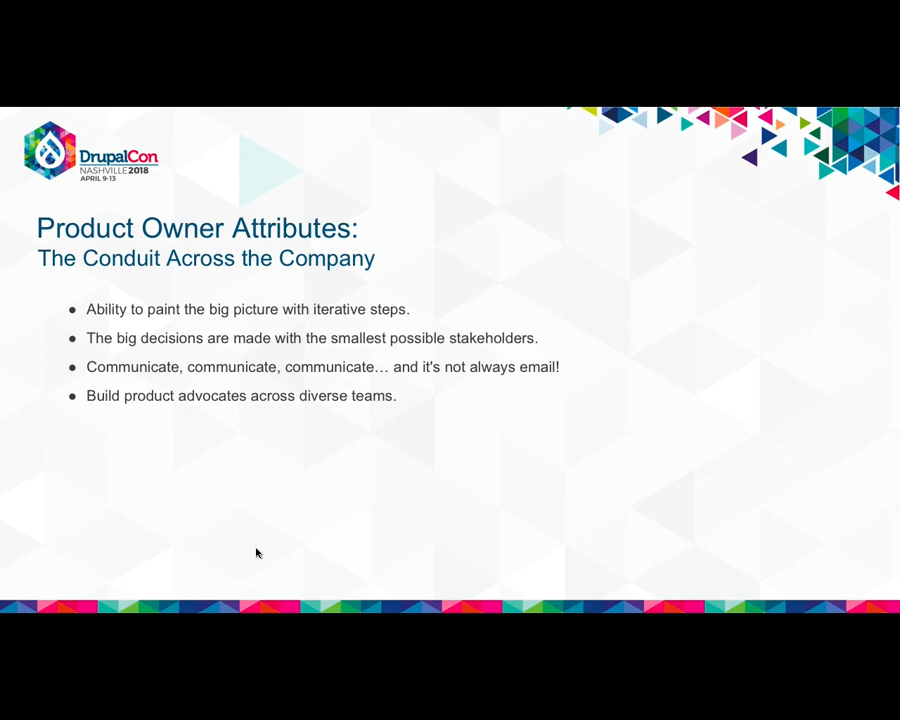 DrupalCon
NASHVILLE 2018
APRIL 9-13
Product Owner Attributes:
The Conduit Across the Company
● Ability to paint the big picture with iterative steps.
● The big decisions are made with the smallest possible stakeholders.
● Communicate, communicate, communicate… and it's not always email!
● Build product advocates across diverse teams.